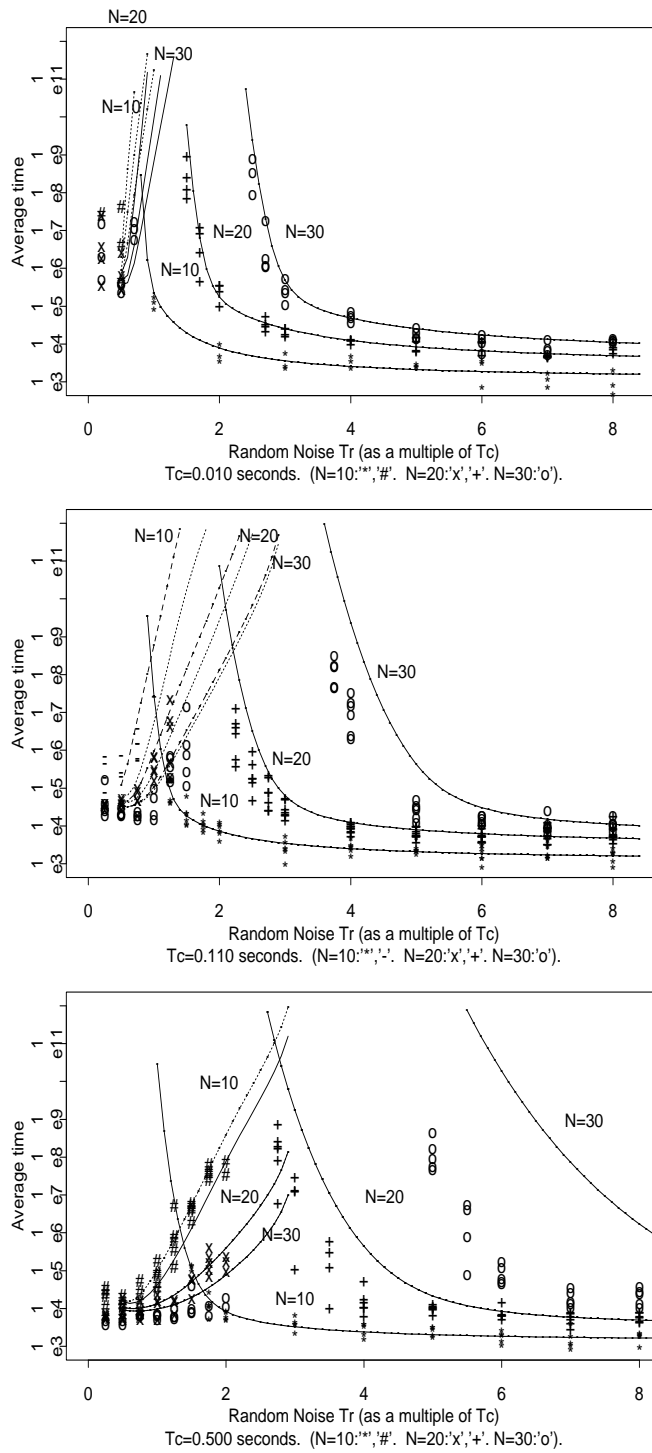 N=20
N=30
N=10
N=20
N=30
N=10
Average time
1 e3
1 e4
1 e5
1 e6
1 e7
1 e8
1 e9
1 e11
0 2 4 6 8
Random Noise Tr (as a multiple of Tc)
Tc=0.010 seconds. (N=10:'*','#'. N=20:'x','+'. N=30:'o').
N=10
N=20
N=30
N=30
N=20
N=10
Average time
1 e3
1 e4
1 e5
1 e6
1 e7
1 e8
1 e9
1 e11
0 2 4 6 8
Random Noise Tr (as a multiple of Tc)
Tc=0.110 seconds. (N=10:'*','-'. N=20:'x','+'. N=30:'o').
N=10
N=30
N=20
N=20
N=30
N=10
Average time
1 e3
1 e4
1 e5
1 e6
1 e7
1 e8
1 e9
1 e11
0 2 4 6 8
Random Noise Tr (as a multiple of Tc)
Tc=0.500 seconds. (N=10:'*','#'. N=20:'x','+'. N=30:'o').